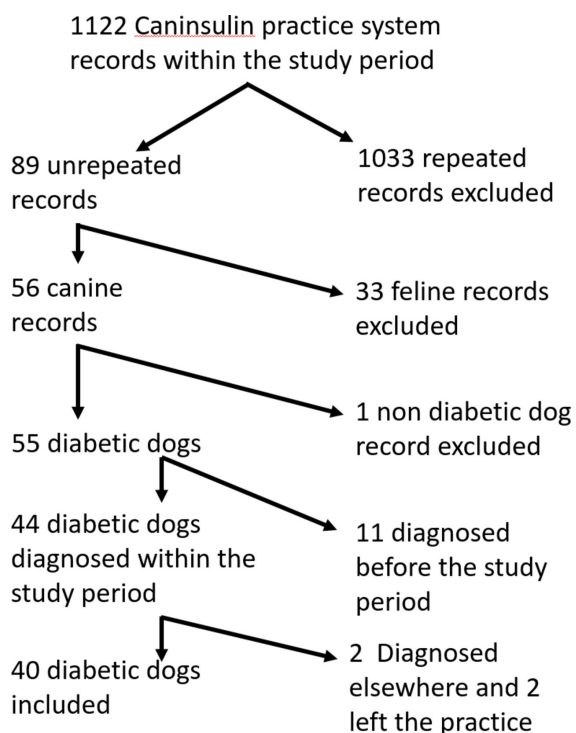 1122 Caninsulin practice system
records within the study period
89 unrepeated
records
1033 repeated
records excluded
56 canine
records
33 feline records
excluded
55 diabetic dogs
1 non diabetic dog
record excluded
44 diabetic dogs
diagnosed within the
study period
11 diagnosed
before the study
period
40 diabetic dogs
included
2 Diagnosed
elsewhere and 2
left the practice